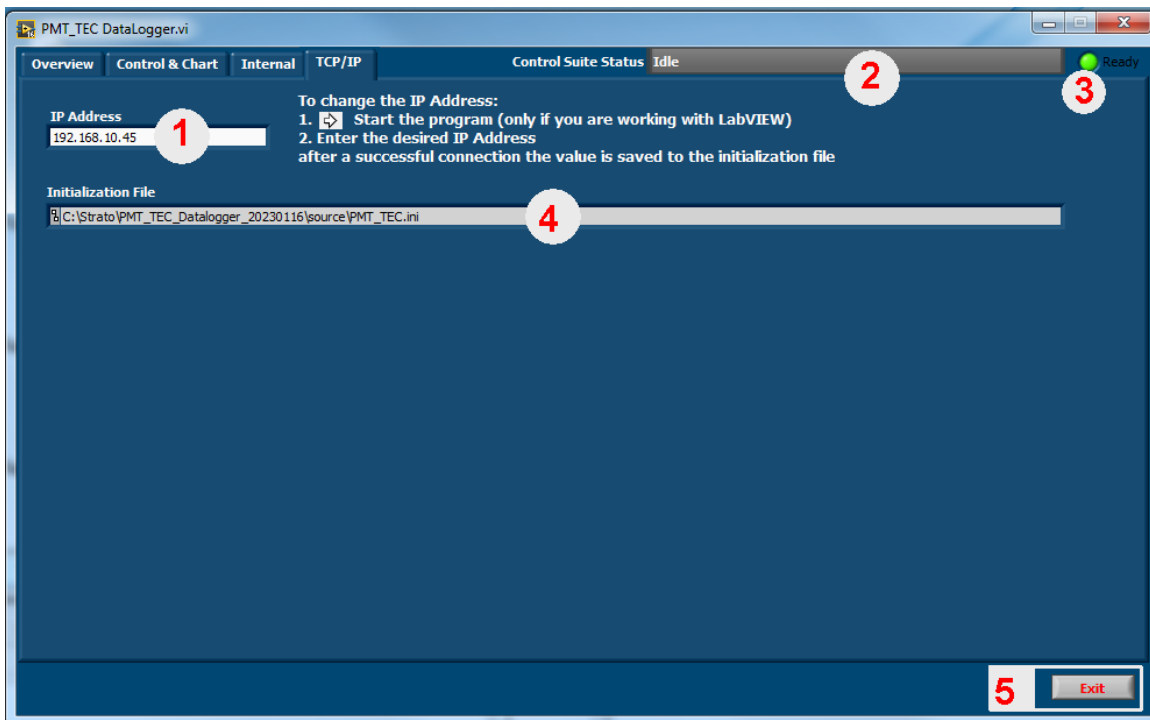 PMT_TEC DataLogger.vi
Overview Control & Chart Internal TCP/IP Control Suite Status Idle Ready
2
3
IP Address
192.168.10.45
1
To change the IP Address:
1. Start the program (only if you are working with LabVIEW)
2. Enter the desired IP Address
after a successful connection the value is saved to the initialization file
Initialization File
C:\Strato\PMT_TEC_Datalogger_20230116\source\PMT_TEC.ini
4
5 Exit